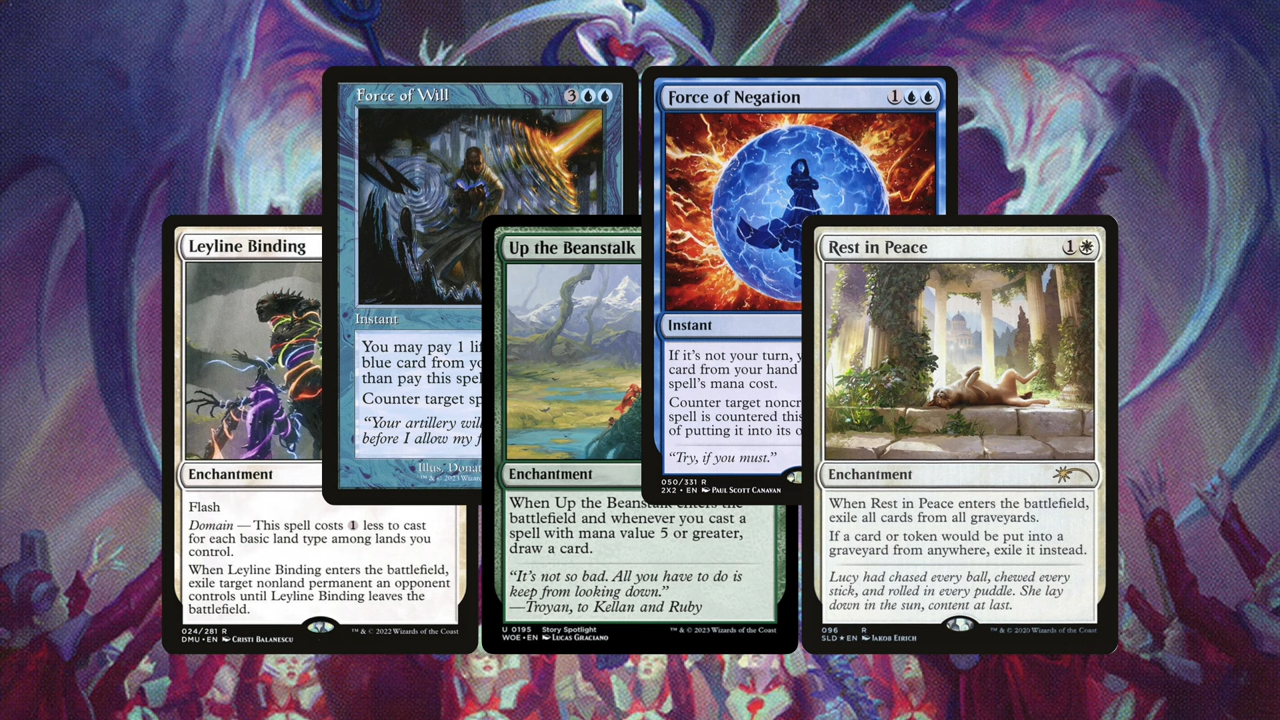 Force of Will 3
Instant
You may pay 1 lif
blue card from yo
than pay this spel
Counter target sp
“Your artillery wil
before I allow my f
Illus. Donat
™ & © 2023 Wizards
Force of Negation 1
Instant
If it's not your turn, y
card from your hand
spell's mana cost.
Counter target noncr
spell is countered this
of putting it into its o
“Try, if you must.”
050/331 R
2X2 • EN PAUL SCOTT CANAVAN
Leyline Binding
Enchantment
Flash
Domain — This spell costs 1 less to cast
for each basic land type among lands you
control.
When Leyline Binding enters the battlefield,
exile target nonland permanent an opponent
controls until Leyline Binding leaves the
battlefield.
024/281 R
DMU • EN CRISTI BALANESCU
™ & © 2022 Wizards of the Coast
Up the Beanstalk
Enchantment
When Up the Beanstalk enters the
battlefield and whenever you cast a
spell with mana value 5 or greater,
draw a card.
“It's not so bad. All you have to do is
keep from looking down.”
—Troyan, to Kellan and Ruby
U 0195 Story Spotlight
WOE • EN LUCAS GRACIANO
™ & © 2023 Wizards of the Coast
Rest in Peace 1
Enchantment
When Rest in Peace enters the battlefield,
exile all cards from all graveyards.
If a card or token would be put into a
graveyard from anywhere, exile it instead.
Lucy had chased every ball, chewed every
stick, and rolled in every puddle. She lay
down in the sun, content at last.
096 R
SLD ★ EN JAKOB EIRICH
™ & © 2020 Wizards of the Coast